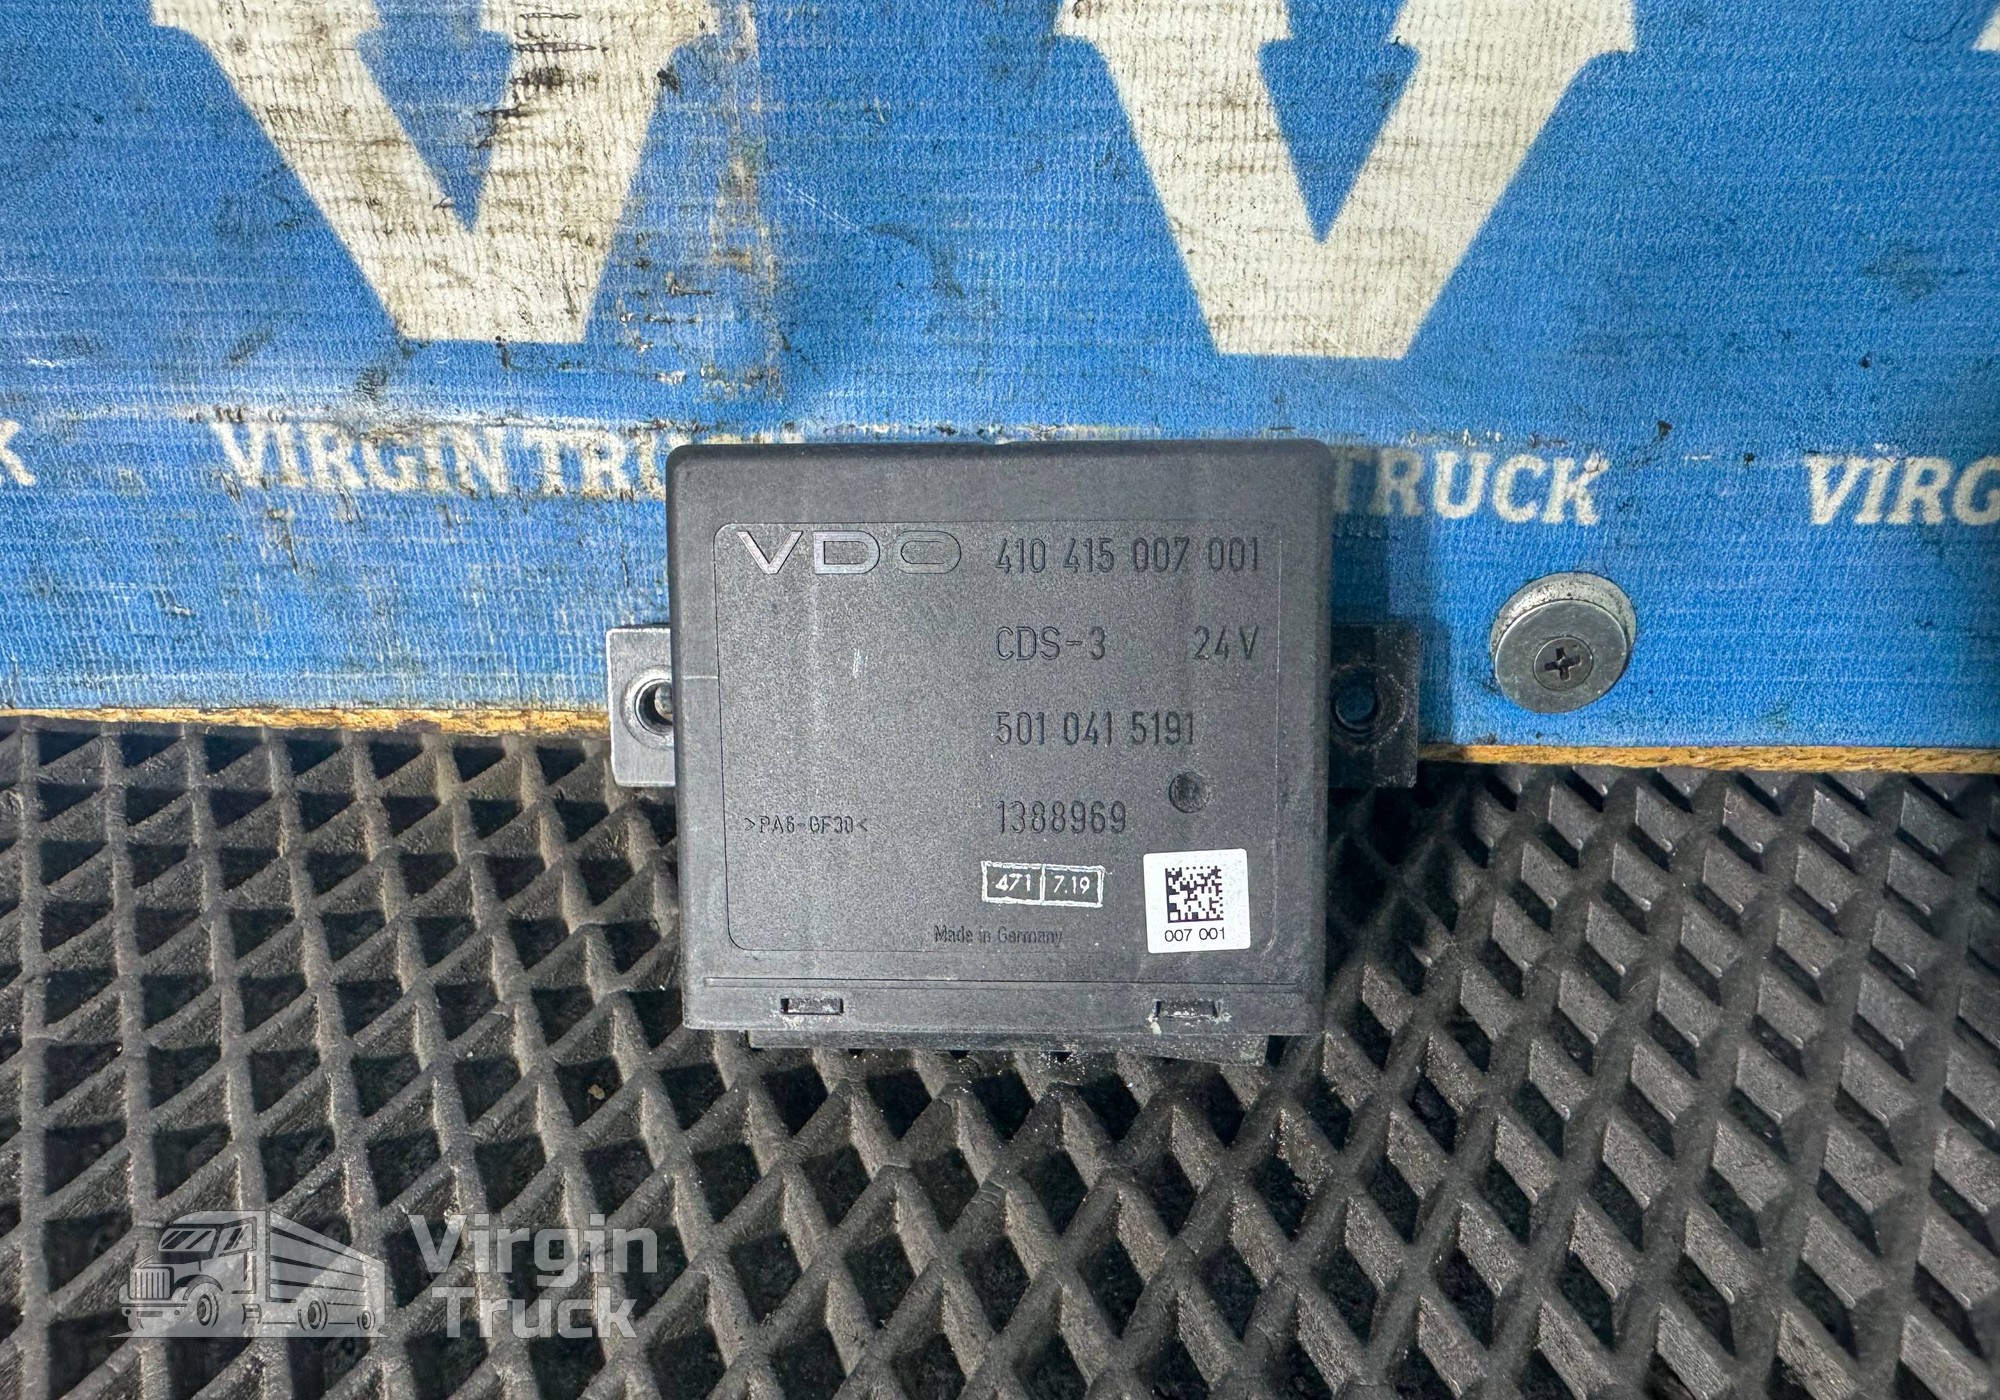 K VIRGIN TRU TRUCK VIRG
VDO 410 415 007 001
CDS-3 24V
501 041 5191
>PA6-GF30< 1388969
471 7.19
Made in Germany
007 001
Virgin
Truck